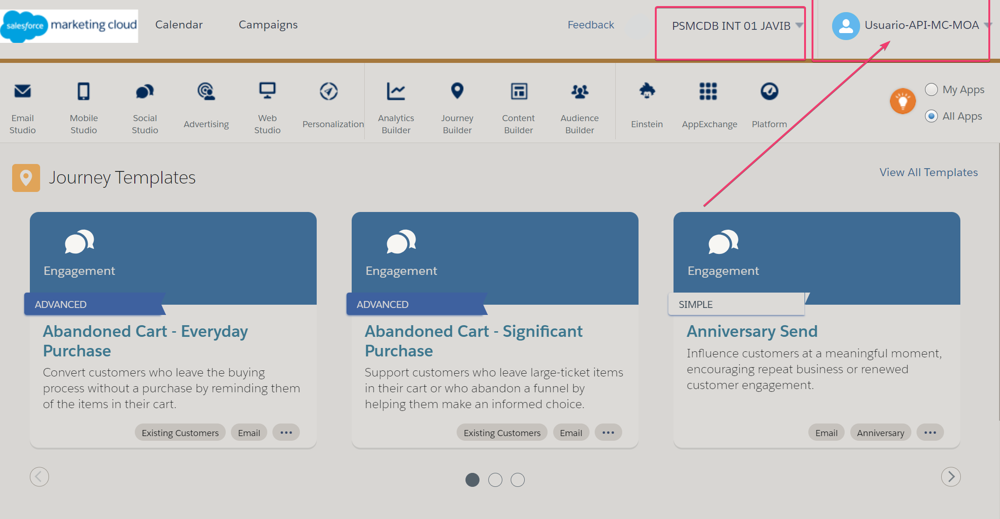 salesforce marketing cloud
Calendar
Campaigns
Feedback
PSMCDB INT 01 JAVIB
Usuario-API-MC-MOA
Email
Studio
Mobile
Studio
Social
Studio
Advertising
Web
Studio
Personalization
Analytics
Builder
Journey
Builder
Content
Builder
Audience
Builder
Einstein
AppExchange
Platform
My Apps
All Apps
Journey Templates
View All Templates
Engagement
ADVANCED
Abandoned Cart - Everyday
Purchase
Convert customers who leave the buying
process without a purchase by reminding them
of the items in their cart.
Existing Customers
Email
•••
Engagement
ADVANCED
Abandoned Cart - Significant
Purchase
Support customers who leave large-ticket items
in their cart or who abandon a funnel by
helping them make an informed choice.
Existing Customers
Email
•••
Engagement
SIMPLE
Anniversary Send
Influence customers at a meaningful moment,
encouraging repeat business or renewed
customer engagement.
Email
Anniversary
•••